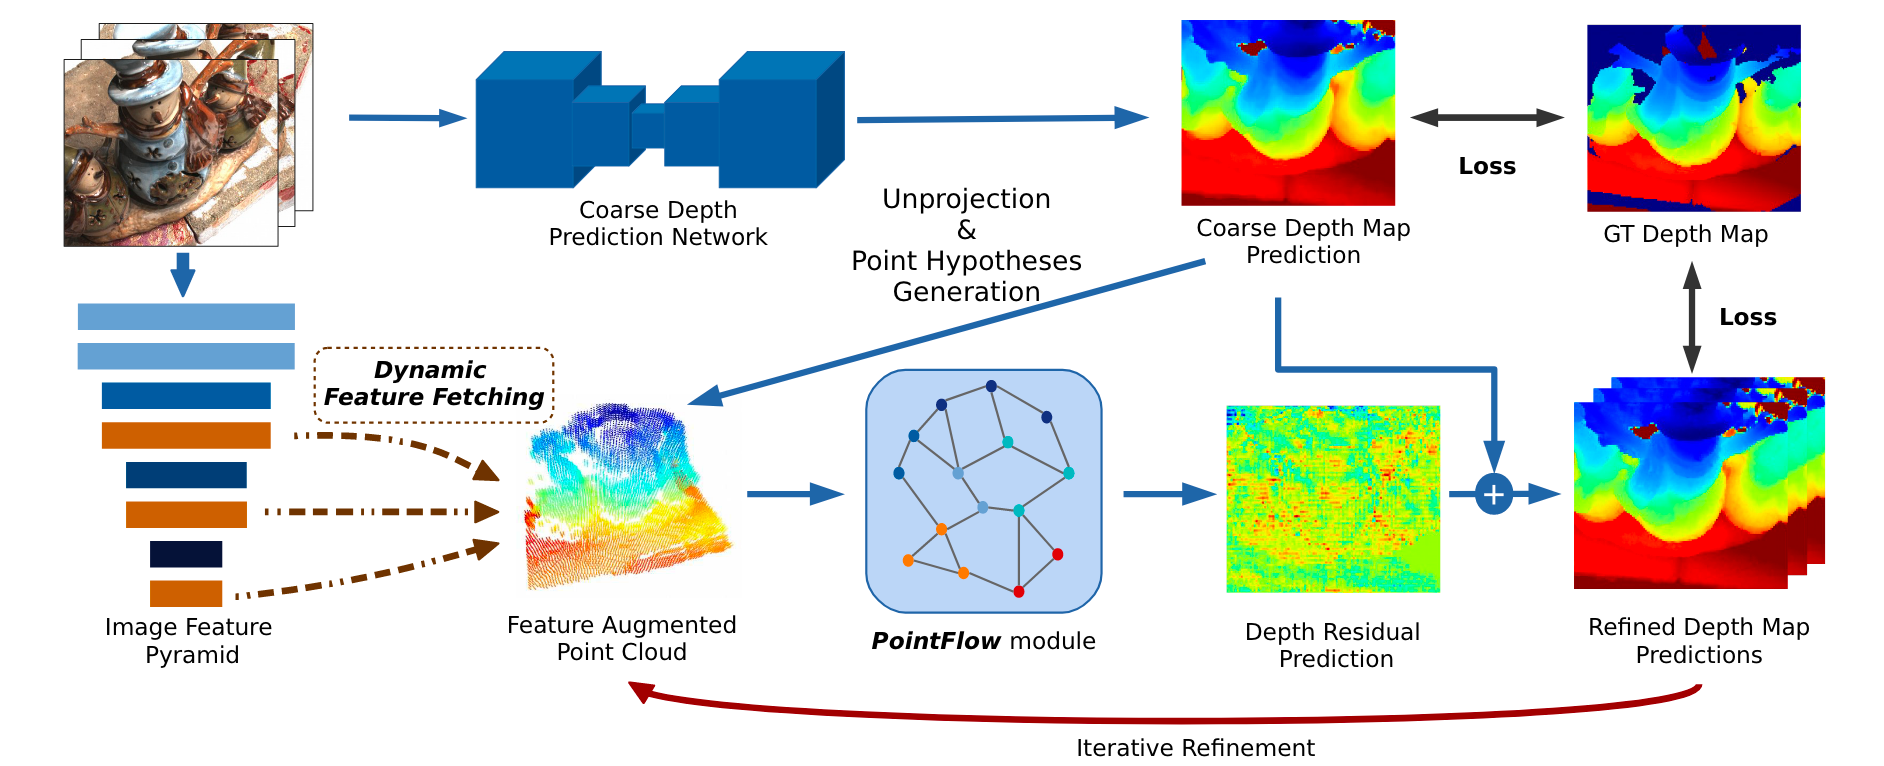 Coarse Depth
Prediction Network
Unprojection
&
Point Hypotheses
Generation
Coarse Depth Map
Prediction
Loss
GT Depth Map
Loss
Dynamic
Feature Fetching
Image Feature
Pyramid
Feature Augmented
Point Cloud
PointFlow module
Depth Residual
Prediction
+
Refined Depth Map
Predictions
Iterative Refinement